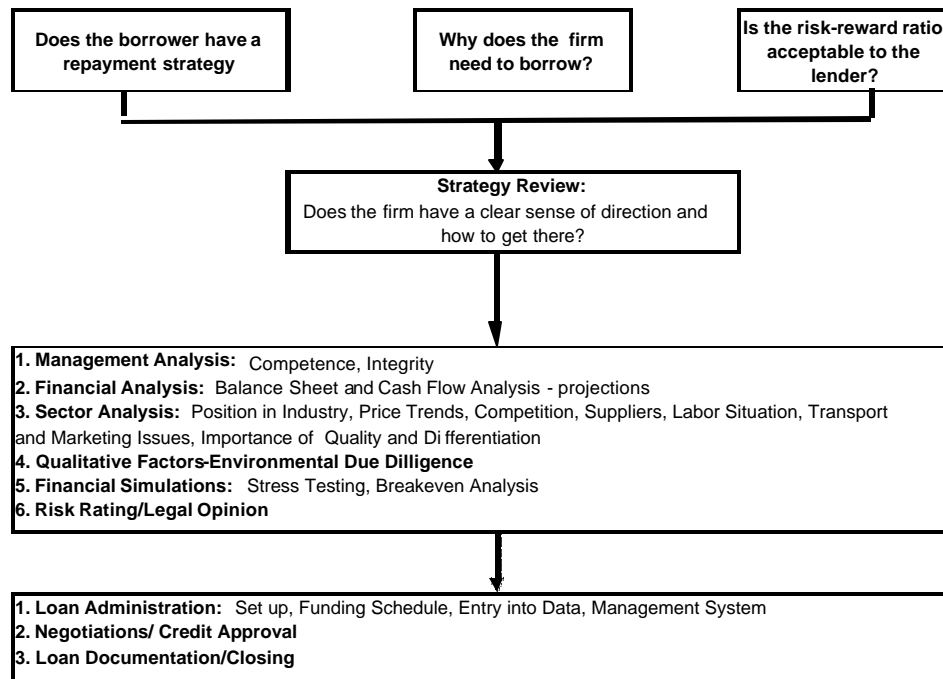 Does the borrower have a
repayment strategy
Why does the firm
need to borrow?
Is the risk-reward ratio
acceptable to the
lender?
Strategy Review:
Does the firm have a clear sense of direction and
how to get there?
1. Management Analysis: Competence, Integrity
2. Financial Analysis: Balance Sheet and Cash Flow Analysis - projections
3. Sector Analysis: Position in Industry, Price Trends, Competition, Suppliers, Labor Situation, Transport
and Marketing Issues, Importance of Quality and Differentiation
4. Qualitative Factors-Environmental Due Dilligence
5. Financial Simulations: Stress Testing, Breakeven Analysis
6. Risk Rating/Legal Opinion
1. Loan Administration: Set up, Funding Schedule, Entry into Data, Management System
2. Negotiations/ Credit Approval
3. Loan Documentation/Closing